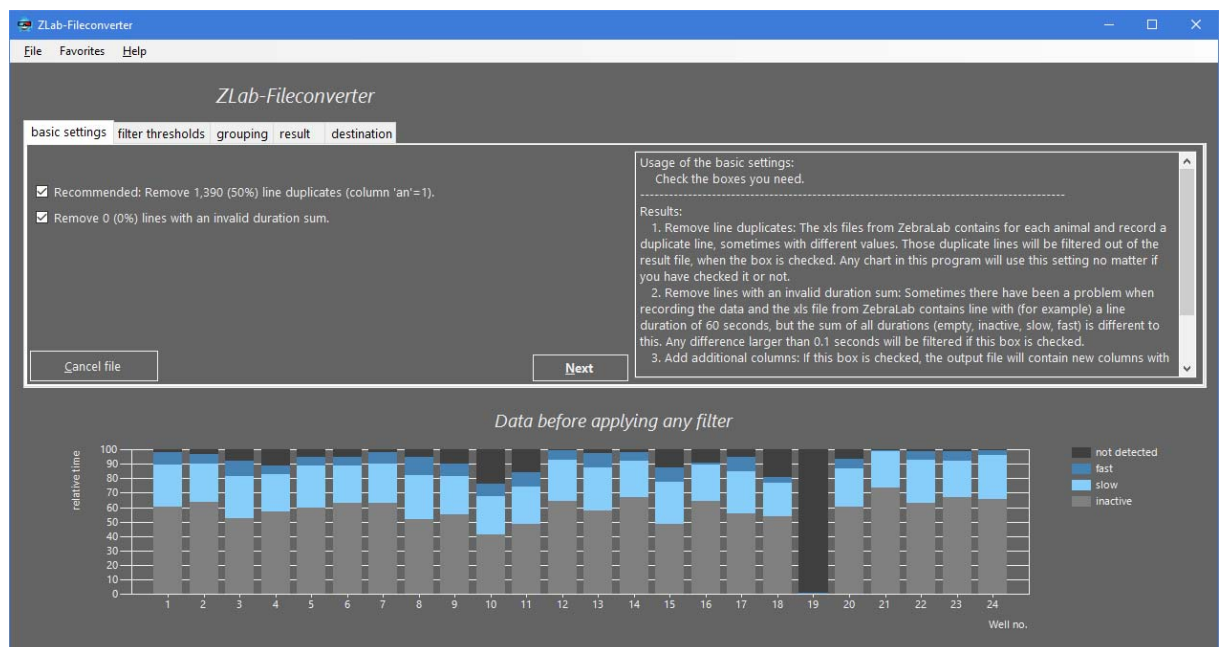 ZLab-Fileconverter
File Favorites Help
ZLab-Fileconverter
basic settings filter thresholds grouping result destination
Recommended: Remove 1,390 (50%) line duplicates (column 'an'=1).
Remove 0 (0%) lines with an invalid duration sum.
Cancel file
Next
Usage of the basic settings:
Check the boxes you need.
--------------------------------------------------------------------------------------
Results:
1. Remove line duplicates: The xls files from ZebraLab contains for each animal and record a
duplicate line, sometimes with different values. Those duplicate lines will be filtered out of the
result file, when the box is checked. Any chart in this program will use this setting no matter if
you have checked it or not.
2. Remove lines with an invalid duration sum: Sometimes there have been a problem when
recording the data and the xls file from ZebraLab contains line with (for example) a line
duration of 60 seconds, but the sum of all durations (empty, inactive, slow, fast) is different to
this. Any difference larger than 0.1 seconds will be filtered if this box is checked.
3. Add additional columns: If this box is checked, the output file will contain new columns with
Data before applying any filter
relative time
100
90
80
70
60
50
40
30
20
10
0
1 2 3 4 5 6 7 8 9 10 11 12 13 14 15 16 17 18 19 20 21 22 23 24
Well no.
not detected
fast
slow
inactive